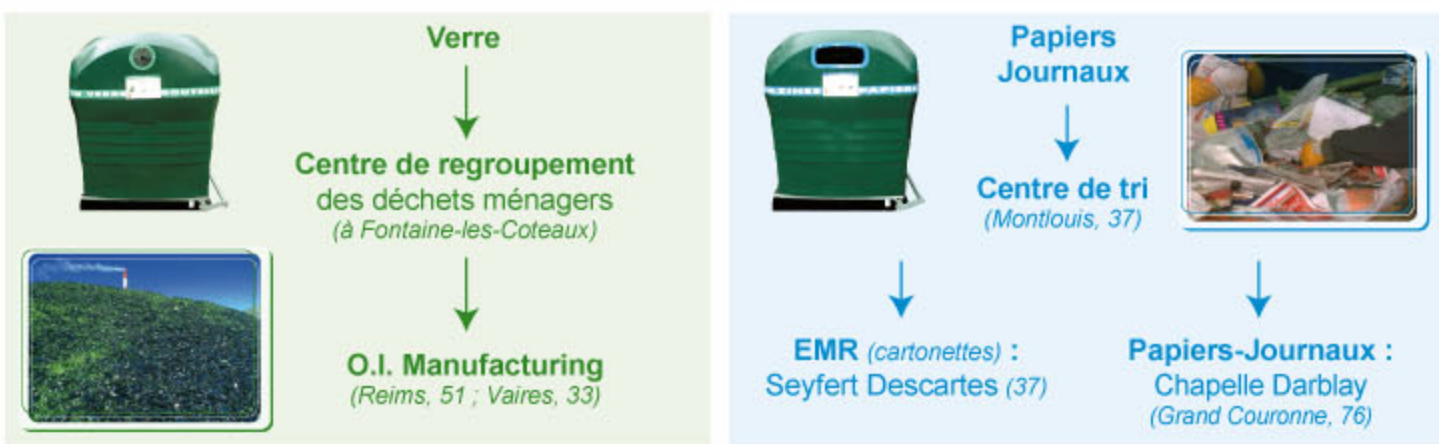 Verre
Centre de regroupement
des déchets ménagers
(à Fontaine-les-Coteaux)
O.I. Manufacturing
(Reims, 51 ; Vaires, 33)
Papiers
Journaux
Centre de tri
(Montlouis, 37)
EMR (cartonettes) :
Seyfert Descartes (37)
Papiers-Journaux :
Chapelle Darblay
(Grand Couronne, 76)